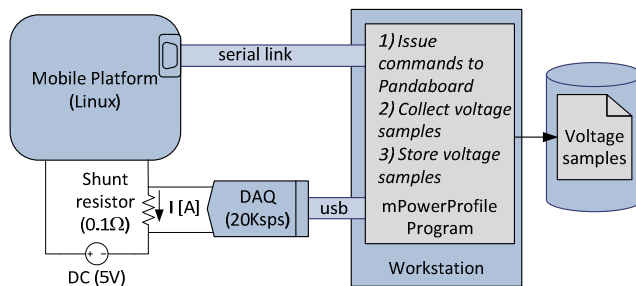 Mobile Platform
(Linux)
serial link
1) Issue
commands to
Pandaboard
2) Collect voltage
samples
3) Store voltage
samples
mPowerProfile
Program
Workstation
Voltage
samples
Shunt
resistor
(0.1Ω)
I [A]
DAQ
(20Ksps)
usb
DC (5V)